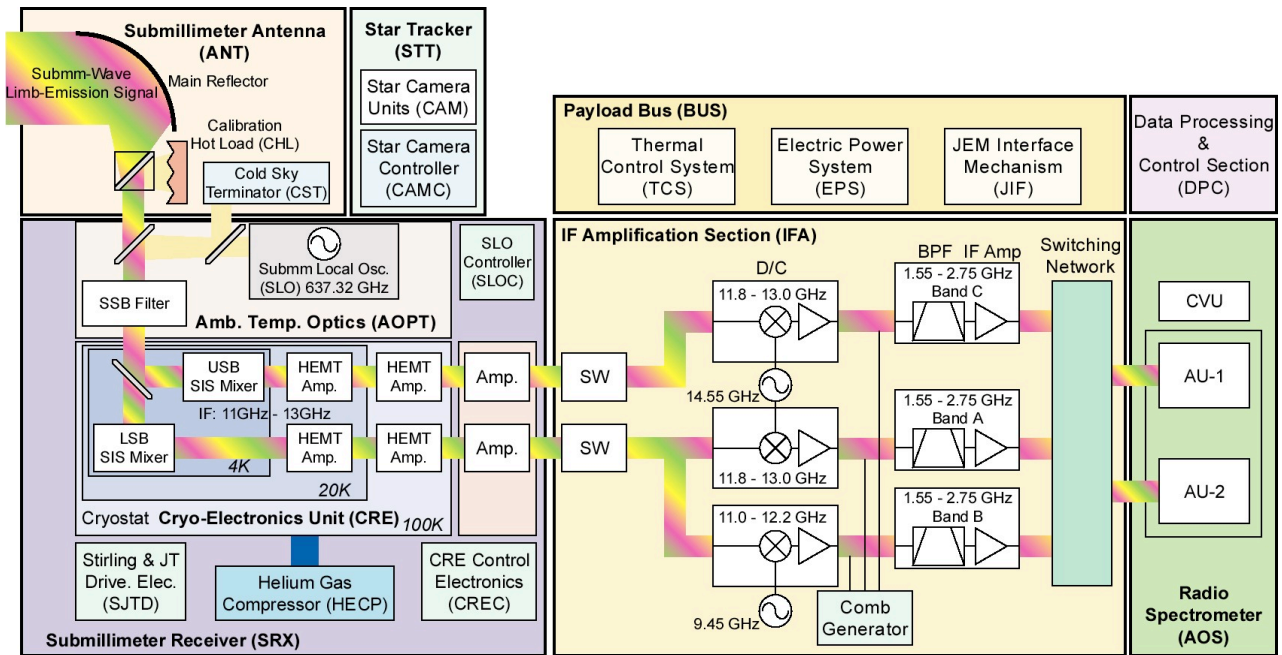 Submillimeter Antenna
(ANT)
Submm-Wave
Limb-Emission Signal
Main Reflector
Calibration
Hot Load (CHL)
Cold Sky
Terminator (CST)
Star Tracker
(STT)
Star Camera
Units (CAM)
Star Camera
Controller
(CAMC)
Payload Bus (BUS)
Thermal
Control System
(TCS)
Electric Power
System
(EPS)
JEM Interface
Mechanism
(JIF)
Data Processing
&
Control Section
(DPC)
Submm Local Osc.
(SLO) 637.32 GHz
SLO
Controller
(SLOC)
SSB Filter
Amb. Temp. Optics (AOPT)
USB
SIS Mixer
HEMT
Amp.
HEMT
Amp.
Amp.
IF: 11GHz - 13GHz
LSB
SIS Mixer
4K
HEMT
Amp.
HEMT
Amp.
Amp.
20K
Cryostat Cryo-Electronics Unit (CRE)
100K
Stirling & JT
Drive. Elec.
(SJTD)
Helium Gas
Compressor (HECP)
CRE Control
Electronics
(CREC)
Submillimeter Receiver (SRX)
IF Amplification Section (IFA)
SW
SW
D/C
11.8 - 13.0 GHz
14.55 GHz
11.8 - 13.0 GHz
11.0 - 12.2 GHz
9.45 GHz
BPF IF Amp
1.55 - 2.75 GHz
Band C
1.55 - 2.75 GHz
Band A
1.55 - 2.75 GHz
Band B
Comb
Generator
Switching
Network
CVU
AU-1
AU-2
Radio
Spectrometer
(AOS)